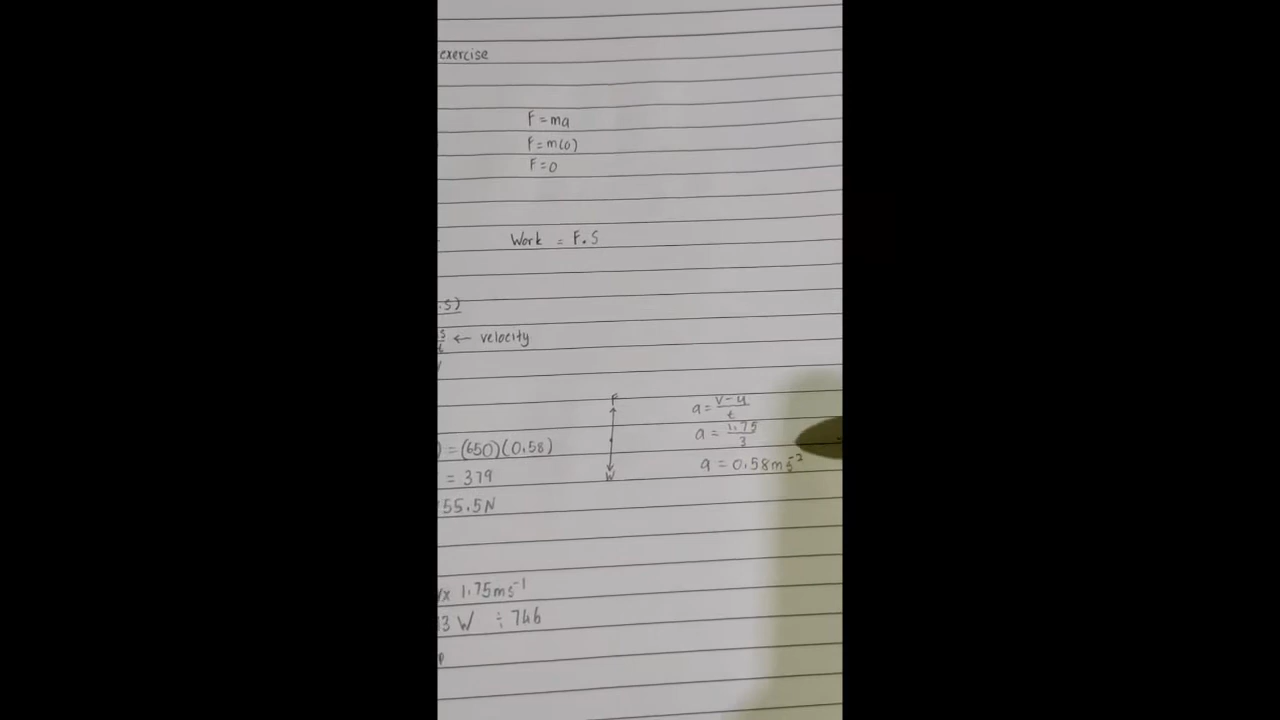 exercise
F = ma
F = m(0)
F = 0
Work = F. S
.S)
s/t ← velocity
F
a = v-u/t
) = (650)(0.58)
a = 1.75/3
= 379
W
a = 0.58ms⁻²
55.5N
x 1.75ms⁻¹
3 W ÷ 746